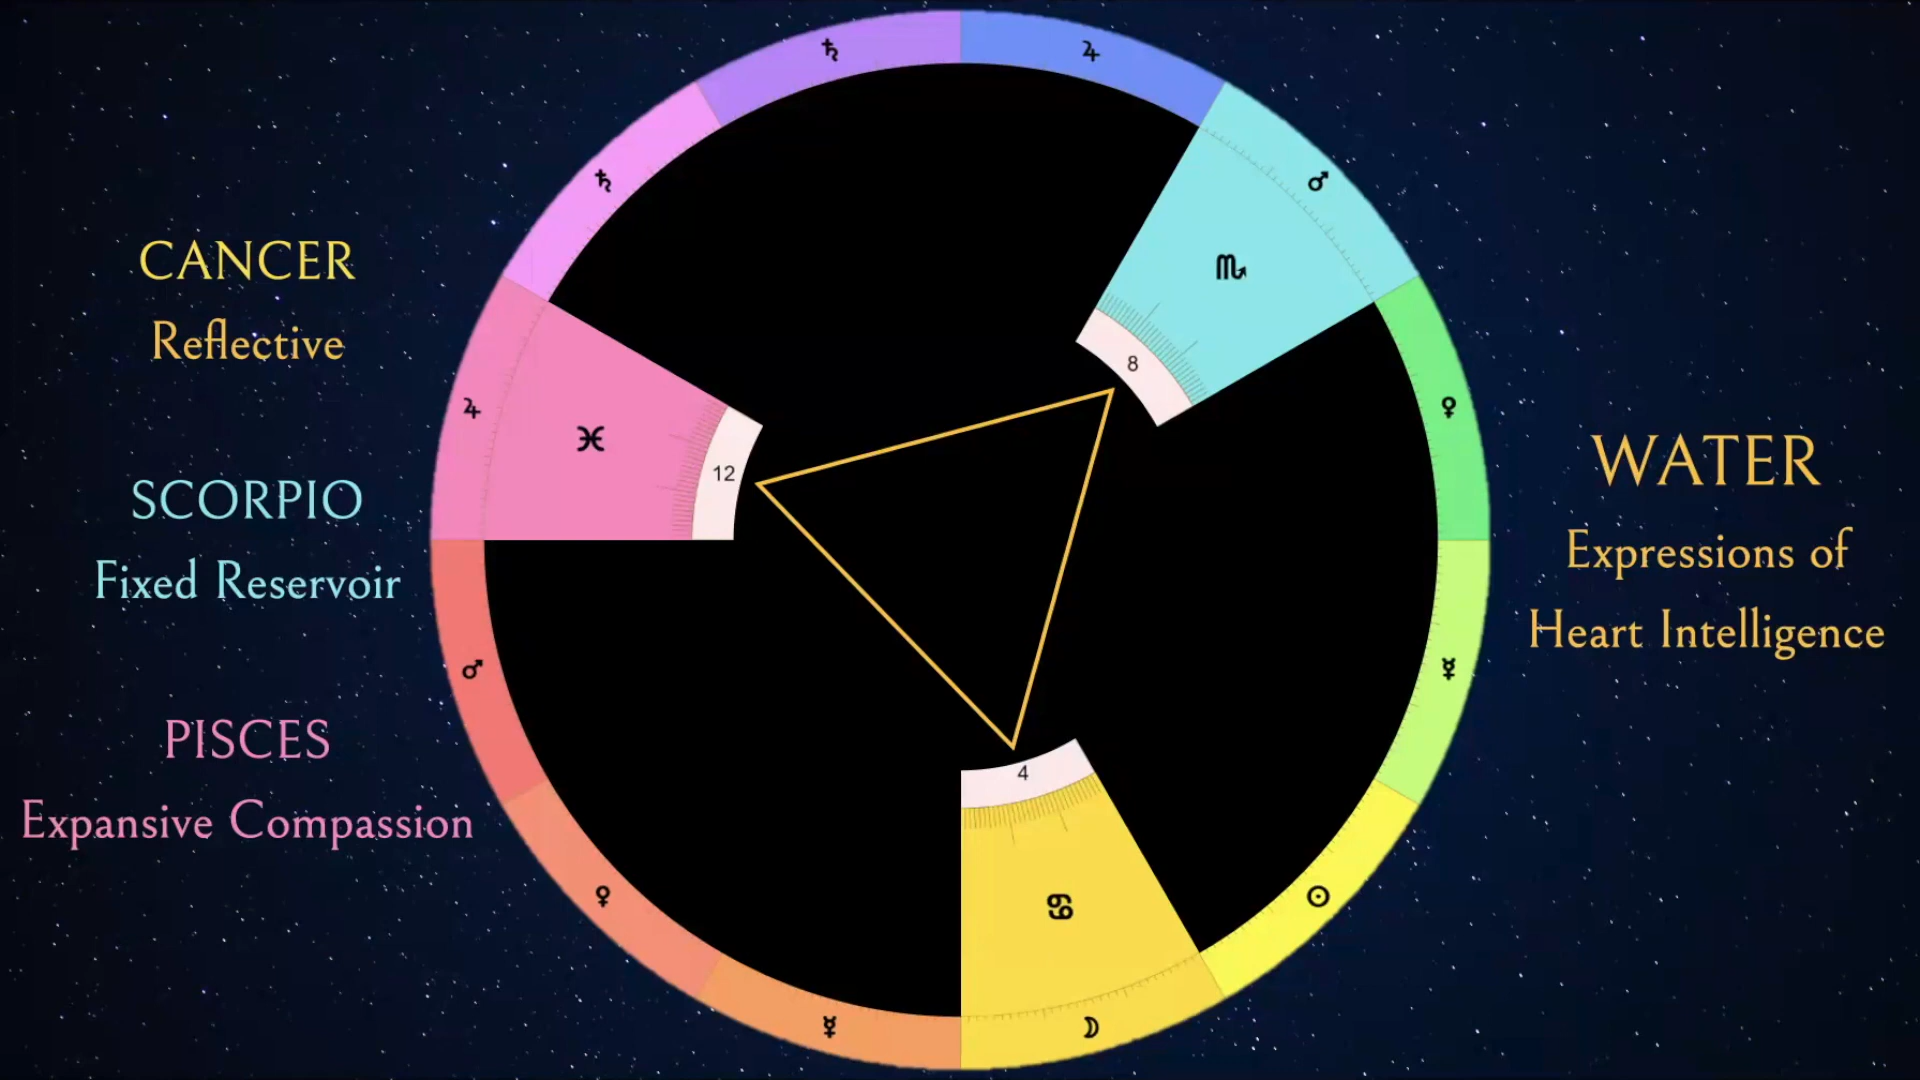 CANCER
Reflective
SCORPIO
Fixed Reservoir
PISCES
Expansive Compassion
♄
♃
♄
♂
♏
8
♀
♃
♓
12
♂
☿
4
♋
♀
☉
☿
☽
WATER
Expressions of
Heart Intelligence